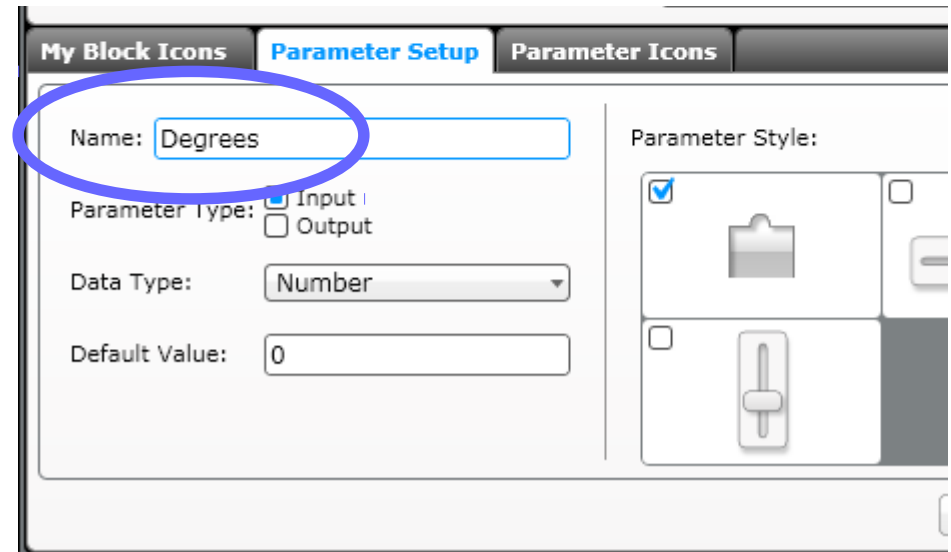 My Block Icons
Parameter Setup
Parameter Icons
Name: Degrees
Parameter Type: Input
Output
Data Type: Number
Default Value: 0
Parameter Style: